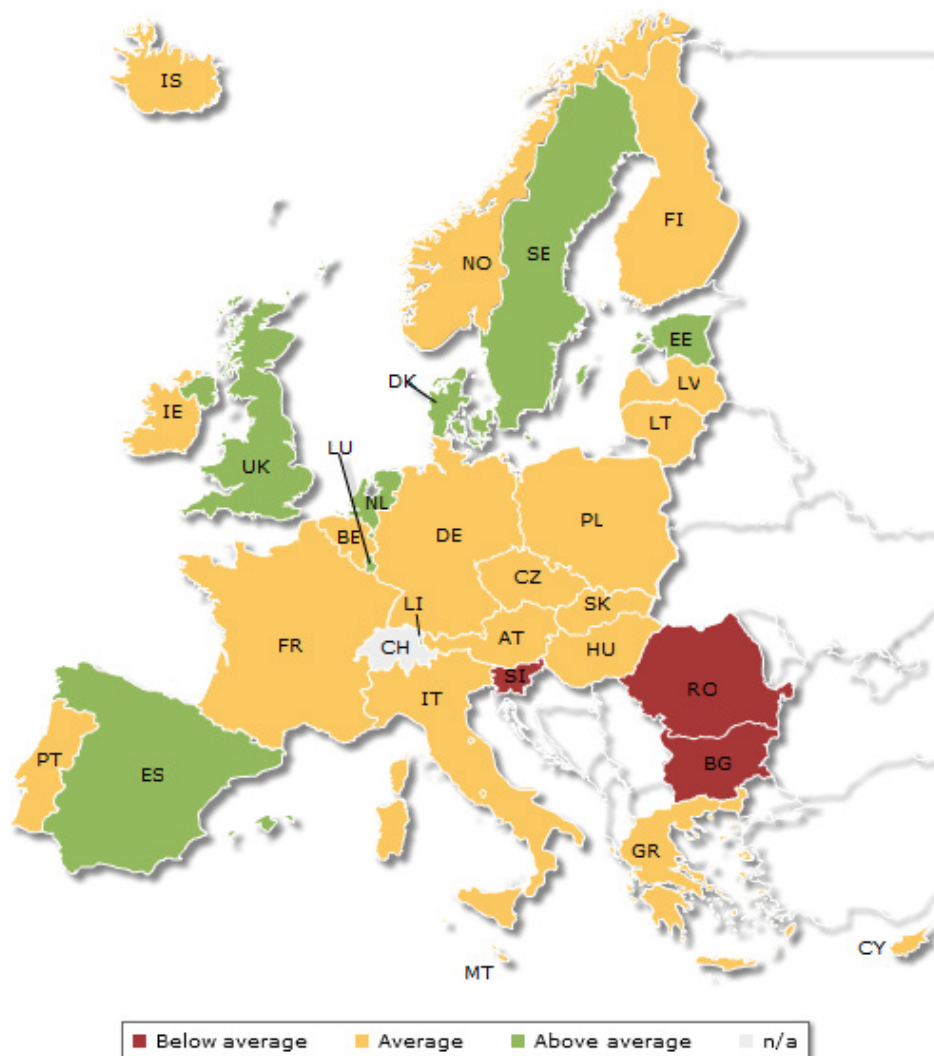 IS
FI
SE
NO
EE
DK
LV
IE
LT
LU
UK
NL
PL
BE
DE
CZ
LI
SK
AT
FR
CH
HU
SI
RO
IT
PT
ES
BG
GR
CY
MT
Below average Average Above average n/a